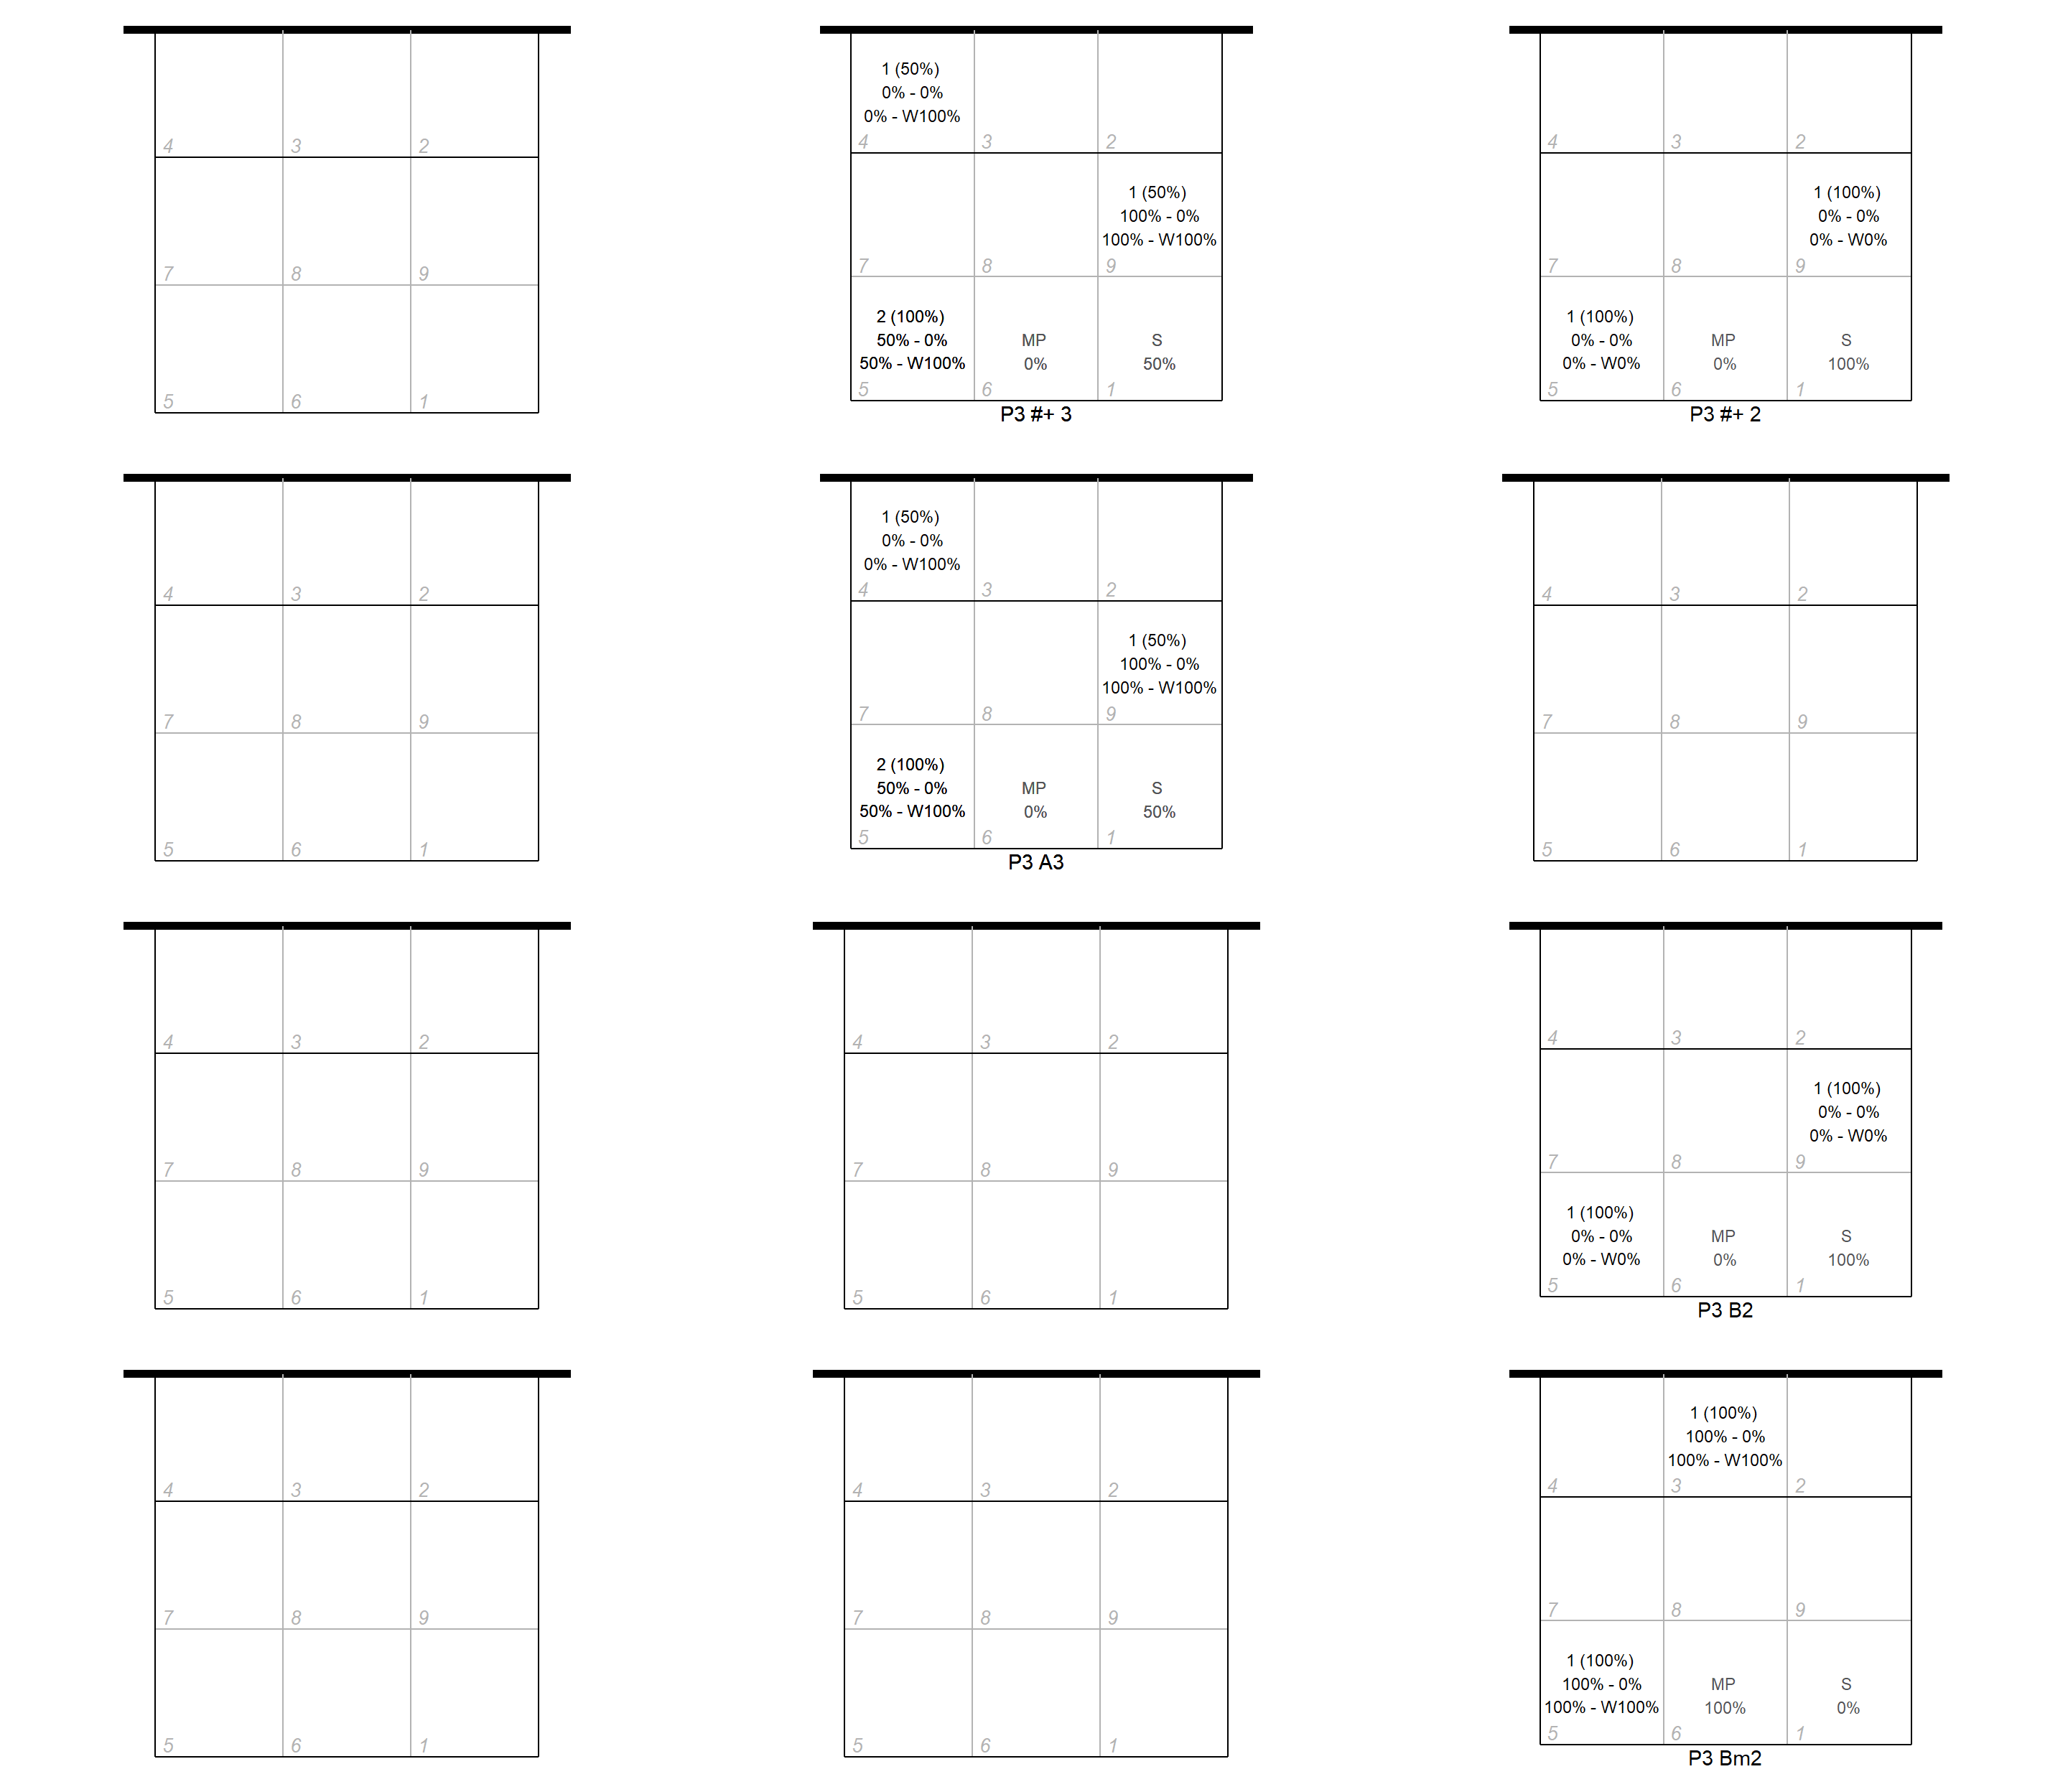 4 3 2
7 8 9
5 6 1
1 (50%)
0% - 0%
0% - W100%
4 3 2
1 (50%)
100% - 0%
100% - W100%
7 8 9
2 (100%)
50% - 0%
50% - W100%
MP
0%
S
50%
5 6 1
P3 #+ 3
4 3 2
1 (100%)
0% - 0%
0% - W0%
7 8 9
1 (100%)
0% - 0%
0% - W0%
MP
0%
S
100%
5 6 1
P3 #+ 2
4 3 2
7 8 9
5 6 1
1 (50%)
0% - 0%
0% - W100%
4 3 2
1 (50%)
100% - 0%
100% - W100%
7 8 9
2 (100%)
50% - 0%
50% - W100%
MP
0%
S
50%
5 6 1
P3 A3
4 3 2
7 8 9
5 6 1
4 3 2
7 8 9
5 6 1
4 3 2
7 8 9
5 6 1
4 3 2
1 (100%)
0% - 0%
0% - W0%
7 8 9
1 (100%)
0% - 0%
0% - W0%
MP
0%
S
100%
5 6 1
P3 B2
4 3 2
7 8 9
5 6 1
4 3 2
7 8 9
5 6 1
1 (100%)
100% - 0%
100% - W100%
4 3 2
7 8 9
1 (100%)
100% - 0%
100% - W100%
MP
100%
S
0%
5 6 1
P3 Bm2